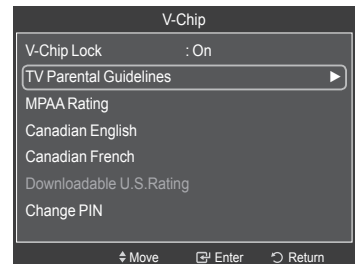 V-Chip
V-Chip Lock : On
TV Parental Guidelines ►
MPAA Rating
Canadian English
Canadian French
Downloadable U.S.Rating
Change PIN
Move Enter Return